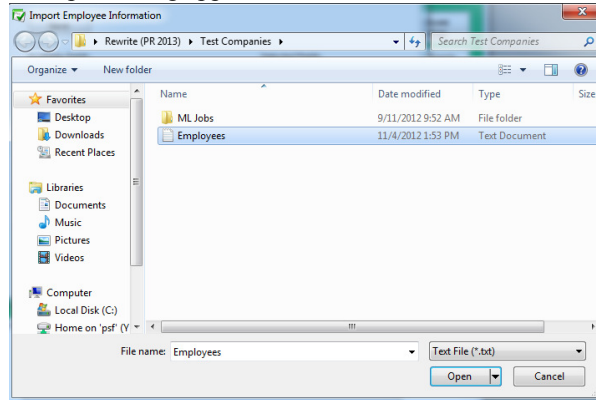 Import Employee Information
Rewrite (PR 2013) Test Companies Search Test Companies
Organize New folder
Name Date modified Type Size
Favorites
Desktop
Downloads
Recent Places
Libraries
Documents
Music
Pictures
Videos
Computer
Local Disk (C:)
Home on 'psf' (Y
ML Jobs 9/11/2012 9:52 AM File folder
Employees 11/4/2012 1:53 PM Text Document
File name: Employees Text File (*.txt)
Open Cancel